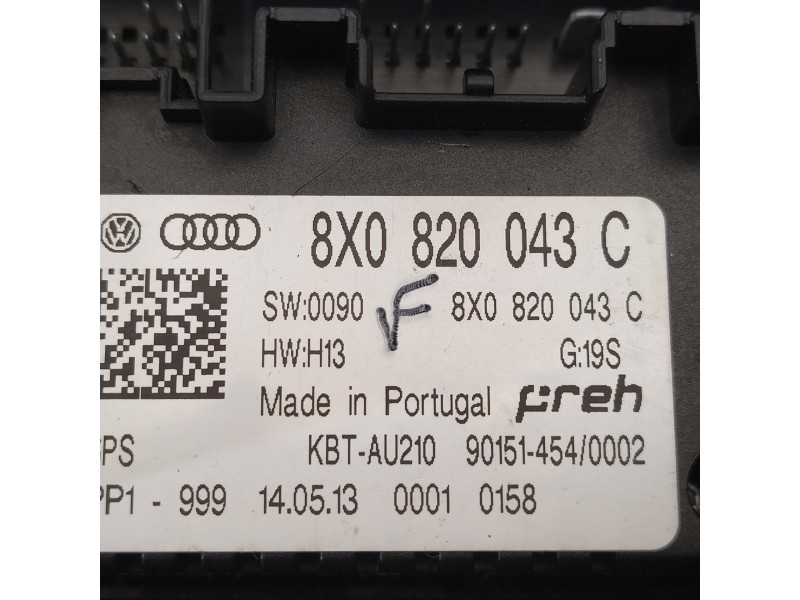 8X0 820 043 C
SW:0090 8X0 820 043 C
HW:H13 G:19S
Made in Portugal preh
KBT-AU210 90151-454/0002
PP1 - 999 14.05.13 0001 0158